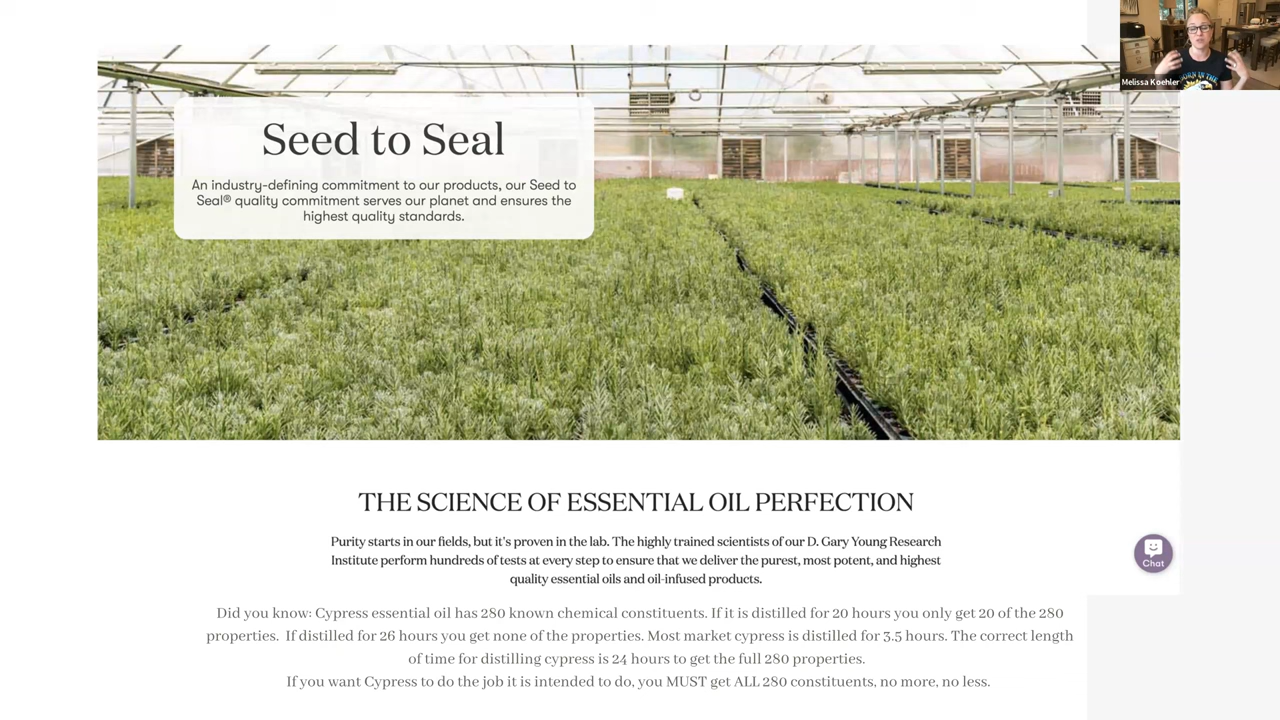 Melissa Koehler
BORN IN THE
Seed to Seal
An industry-defining commitment to our products, our Seed to
Seal® quality commitment serves our planet and ensures the
highest quality standards.
THE SCIENCE OF ESSENTIAL OIL PERFECTION
Purity starts in our fields, but it's proven in the lab. The highly trained scientists of our D. Gary Young Research
Institute perform hundreds of tests at every step to ensure that we deliver the purest, most potent, and highest
quality essential oils and oil-infused products.
Chat
Did you know: Cypress essential oil has 280 known chemical constituents. If it is distilled for 20 hours you only get 20 of the 280
properties. If distilled for 26 hours you get none of the properties. Most market cypress is distilled for 3.5 hours. The correct length
of time for distilling cypress is 24 hours to get the full 280 properties.
If you want Cypress to do the job it is intended to do, you MUST get ALL 280 constituents, no more, no less.